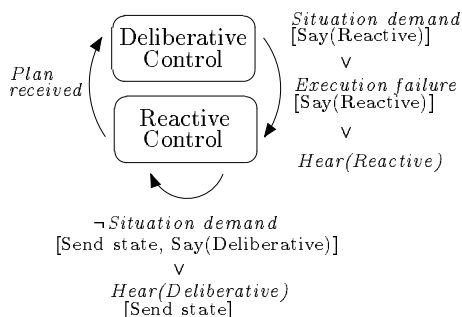 Deliberative
Control
Reactive
Control
Plan
received
Situation demand
[Say(Reactive)]
∨
Execution failure
[Say(Reactive)]
∨
Hear(Reactive)
¬ Situation demand
[Send state, Say(Deliberative)]
∨
Hear(Deliberative)
[Send state]